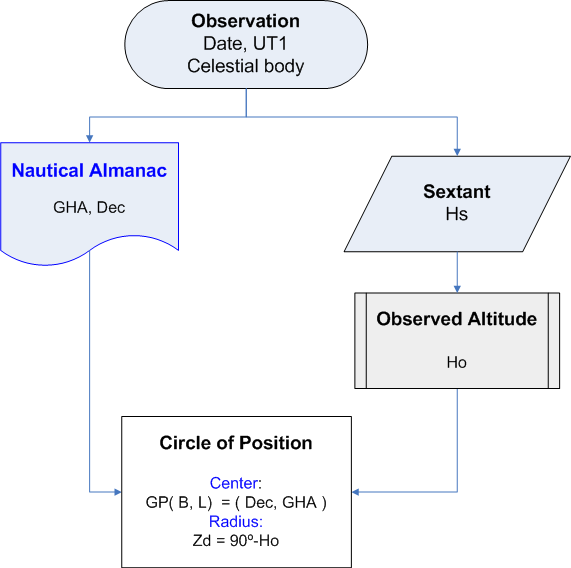 Observation
Date, UT1
Celestial body
Nautical Almanac
GHA, Dec
Sextant
Hs
Observed Altitude
Ho
Circle of Position
Center:
GP( B, L)  = ( Dec, GHA )
Radius:
Zd = 90º-Ho